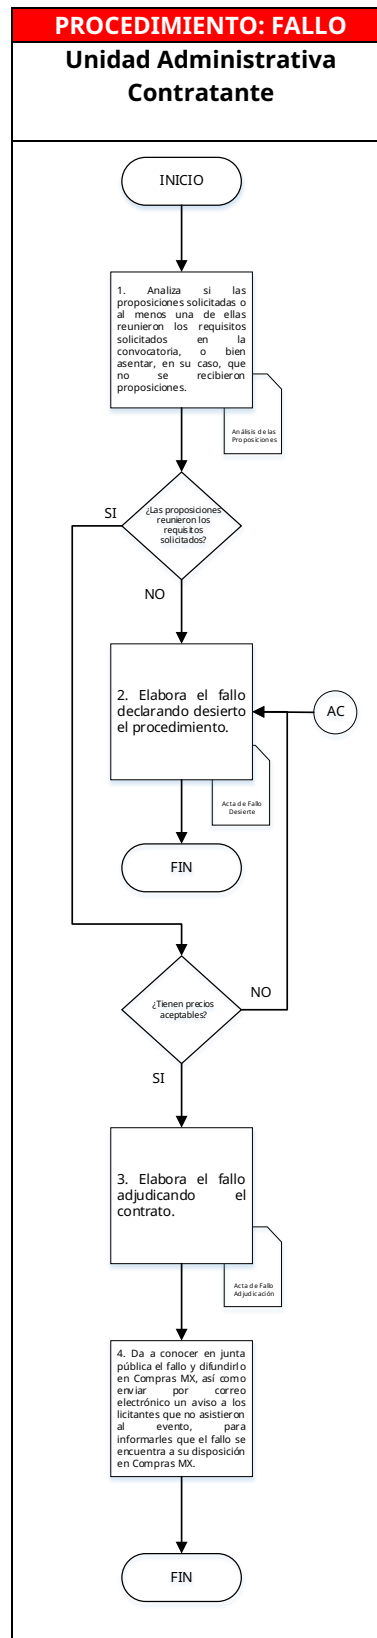 PROCEDIMIENTO: FALLO
Unidad Administrativa
Contratante
INICIO
1. Analiza si las
proposiciones solicitadas o
al menos una de ellas
reunieron los requisitos
solicitados en la
convocatoria, o bien
asentar, en su caso, que
no se recibieron
proposiciones.
Análisis de las
Proposiciones
¿Las proposiciones
reunieron los
requisitos
solicitados?
SI
NO
2. Elabora el fallo
declarando desierto
el procedimiento.
AC
Acta de Fallo
Desierte
FIN
¿Tienen precios
aceptables?
NO
SI
3. Elabora el fallo
adjudicando el
contrato.
Acta de Fallo
Adjudicación
4. Da a conocer en junta
pública el fallo y difundirlo
en Compras MX, así como
enviar por correo
electrónico un aviso a los
licitantes que no asistieron
al evento, para
informarles que el fallo se
encuentra a su disposición
en Compras MX.
FIN